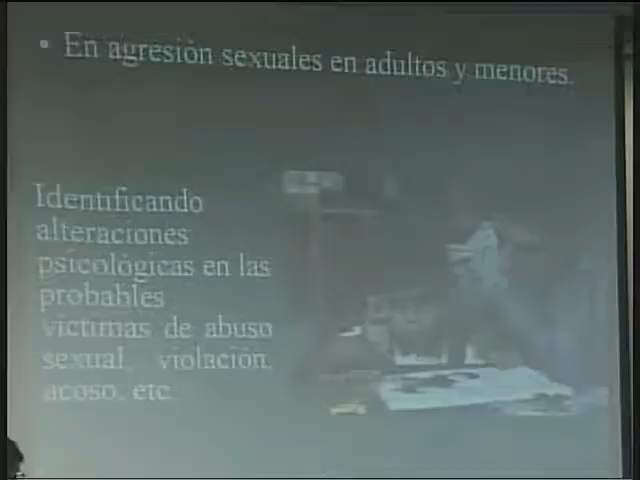 • En agresión sexuales en adultos y menores.
Identificando
alteraciones
psicológicas en las
probables
víctimas de abuso
sexual, violación,
acoso, etc.